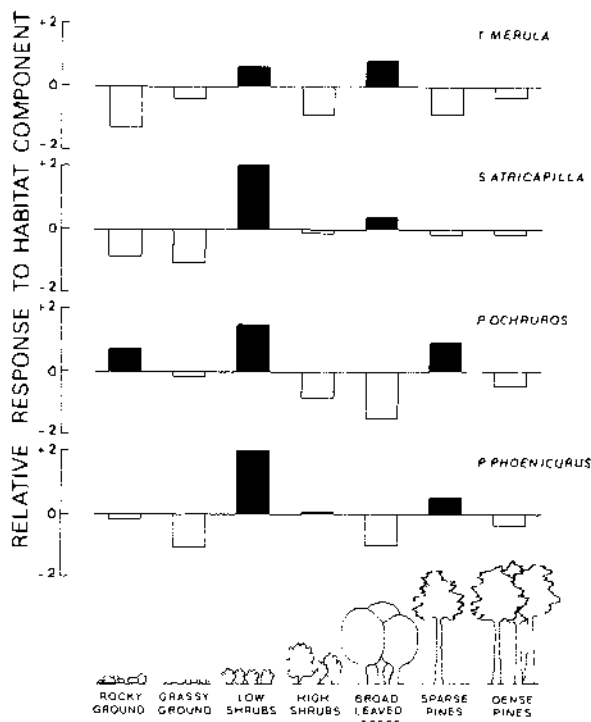 RELATIVE RESPONSE TO HABITAT COMPONENT
+2
0
-2
T MERULA
+2
0
-2
S ATRICAPILLA
+2
0
-2
P OCHRUROS
+2
0
-2
P PHOENICURUS
ROCKY GROUND
GRASSY GROUND
LOW SHRUBS
HIGH SHRUBS
BROAD LEAVED
SPARSE PINES
DENSE PINES